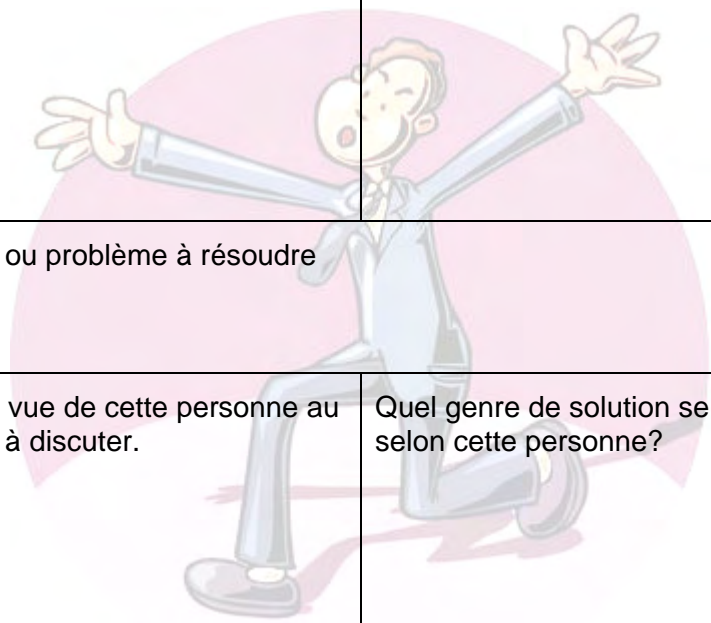 ou problème à résoudre
vue de cette personne au
à discuter.
Quel genre de solution se
selon cette personne?